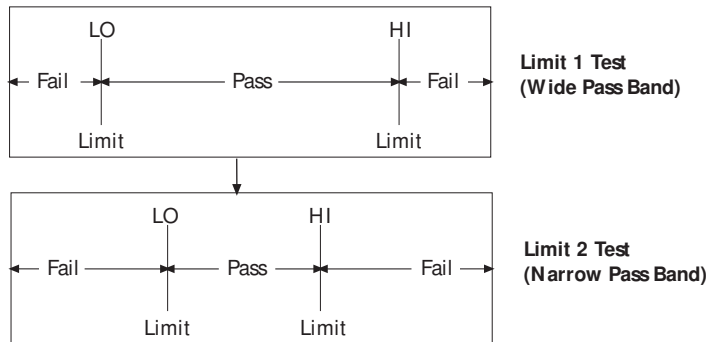 LO HI
Fail Pass Fail
Limit Limit
Limit 1 Test
(Wide Pass Band)
LO HI
Fail Pass Fail
Limit Limit
Limit 2 Test
(Narrow Pass Band)